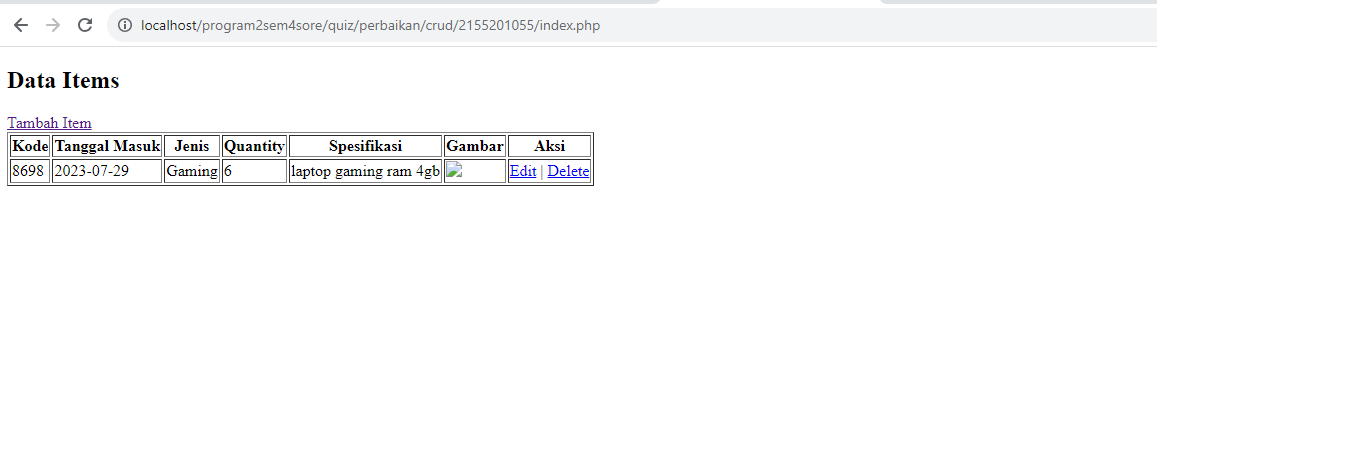 localhost/program2sem4sore/quiz/perbaikan/crud/2155201055/index.php
Data Items
Tambah Item
Kode Tanggal Masuk Jenis Quantity Spesifikasi Gambar Aksi
8698 2023-07-29 Gaming 6 laptop gaming ram 4gb Edit | Delete